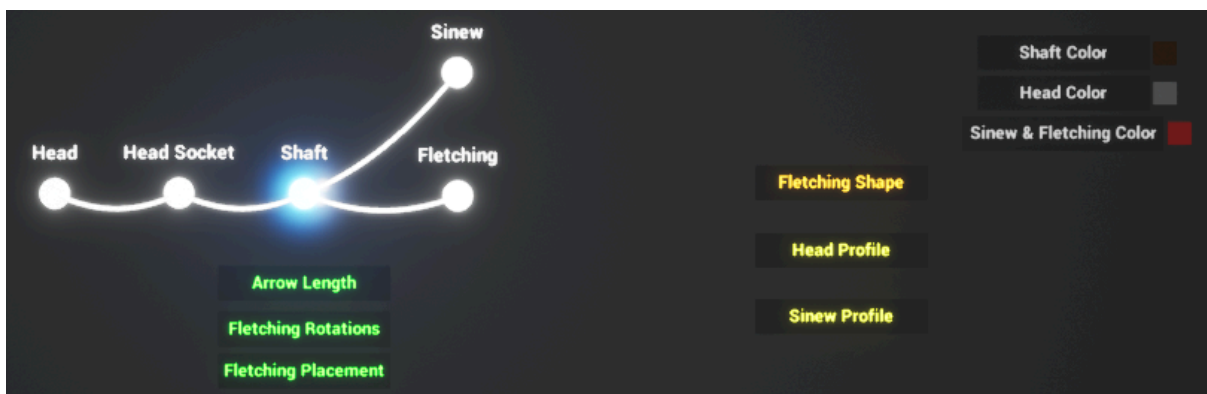 Sinew
Head
Head Socket
Shaft
Fletching
Arrow Length
Fletching Rotations
Fletching Placement
Fletching Shape
Head Profile
Sinew Profile
Shaft Color
Head Color
Sinew & Fletching Color